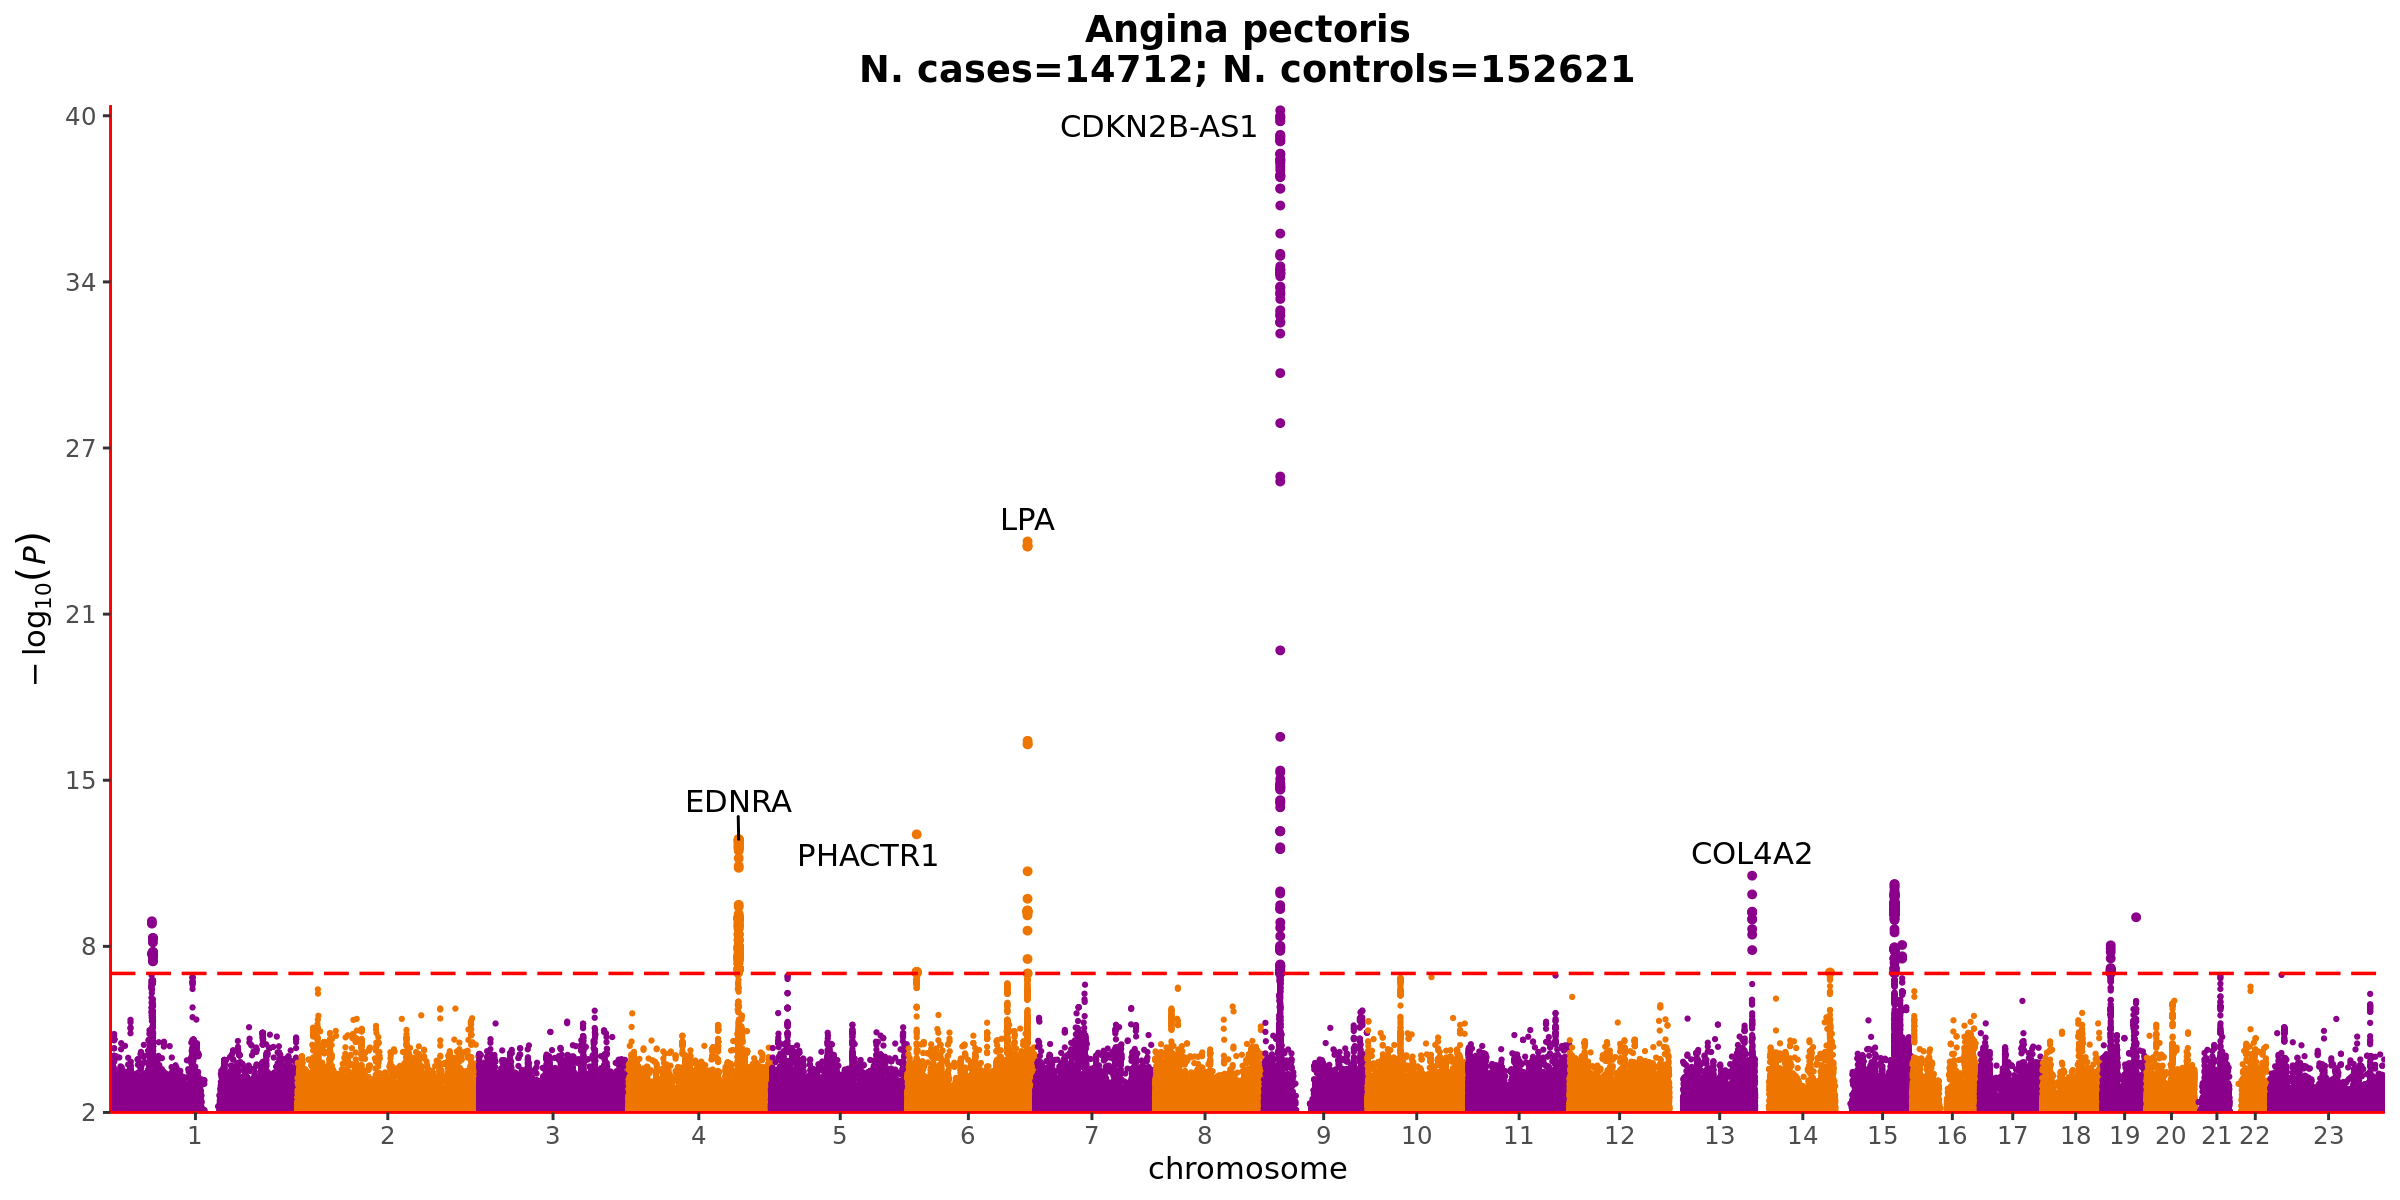 Angina pectoris
N. cases=14712; N. controls=152621
40
34
27
21
15
8
2
− log10(P)
CDKN2B-AS1
LPA
EDNRA
PHACTR1
COL4A2
1 2 3 4 5 6 7 8 9 10 11 12 13 14 15 16 17 18 19 20 21 22 23
chromosome